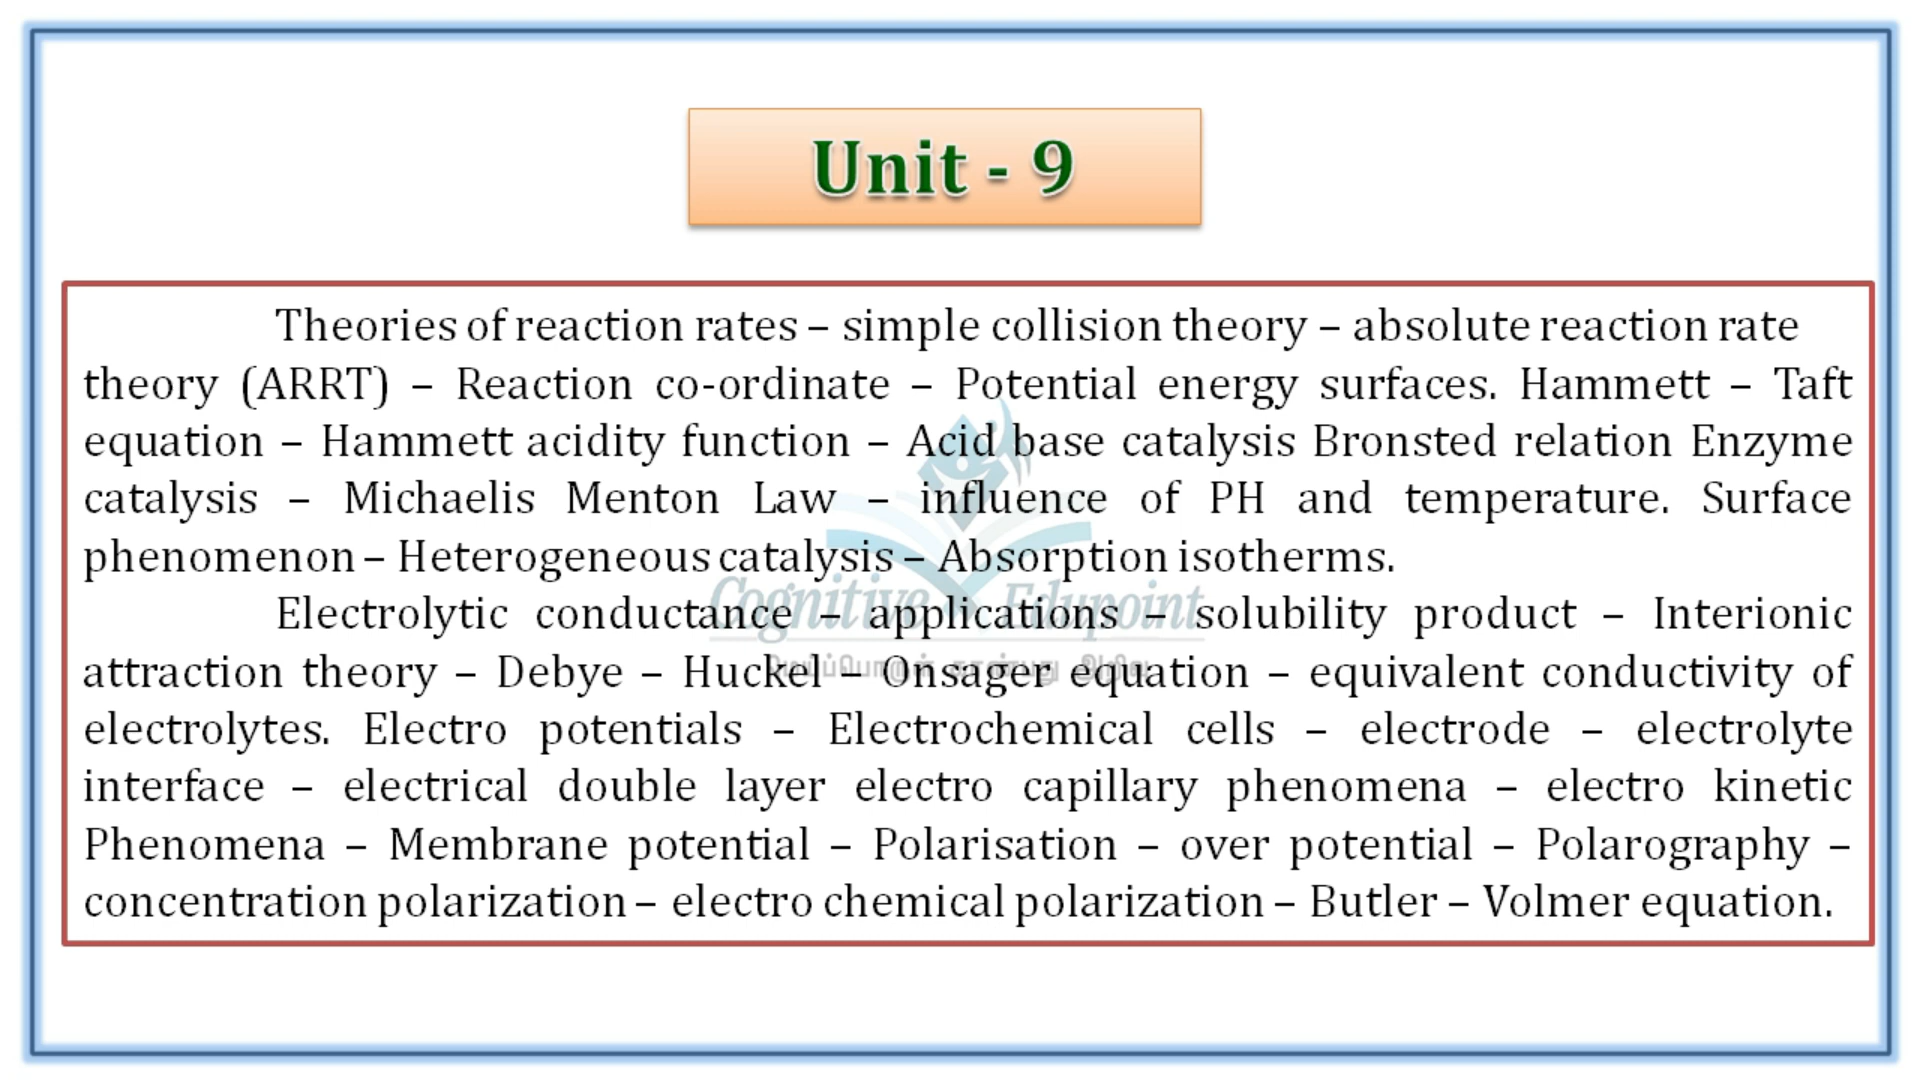 Unit - 9
Theories of reaction rates – simple collision theory – absolute reaction rate
theory (ARRT) – Reaction co-ordinate – Potential energy surfaces. Hammett – Taft
equation – Hammett acidity function – Acid base catalysis Bronsted relation Enzyme
catalysis – Michaelis Menton Law – influence of PH and temperature. Surface
phenomenon – Heterogeneous catalysis – Absorption isotherms.
Cognitive Edupoint
Electrolytic conductance – applications – solubility product – Interionic
attraction theory – Debye – Huckel – Onsager equation – equivalent conductivity of
electrolytes. Electro potentials – Electrochemical cells – electrode – electrolyte
interface – electrical double layer electro capillary phenomena – electro kinetic
Phenomena – Membrane potential – Polarisation – over potential – Polarography –
concentration polarization – electro chemical polarization – Butler – Volmer equation.